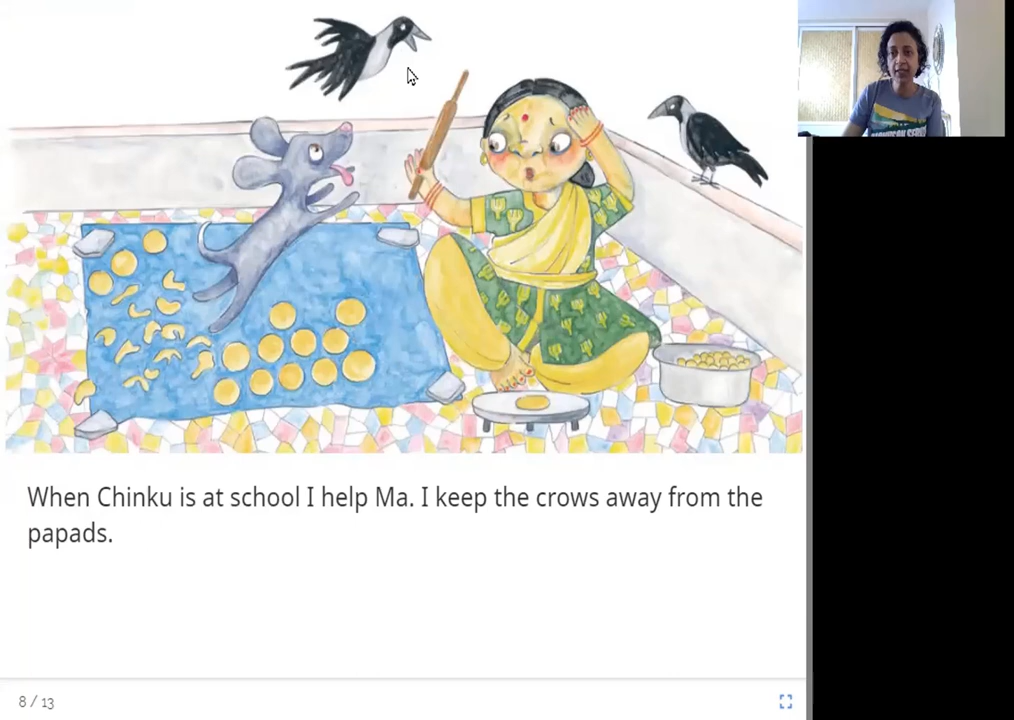 When Chinku is at school I help Ma. I keep the crows away from the
papads.
8 / 13